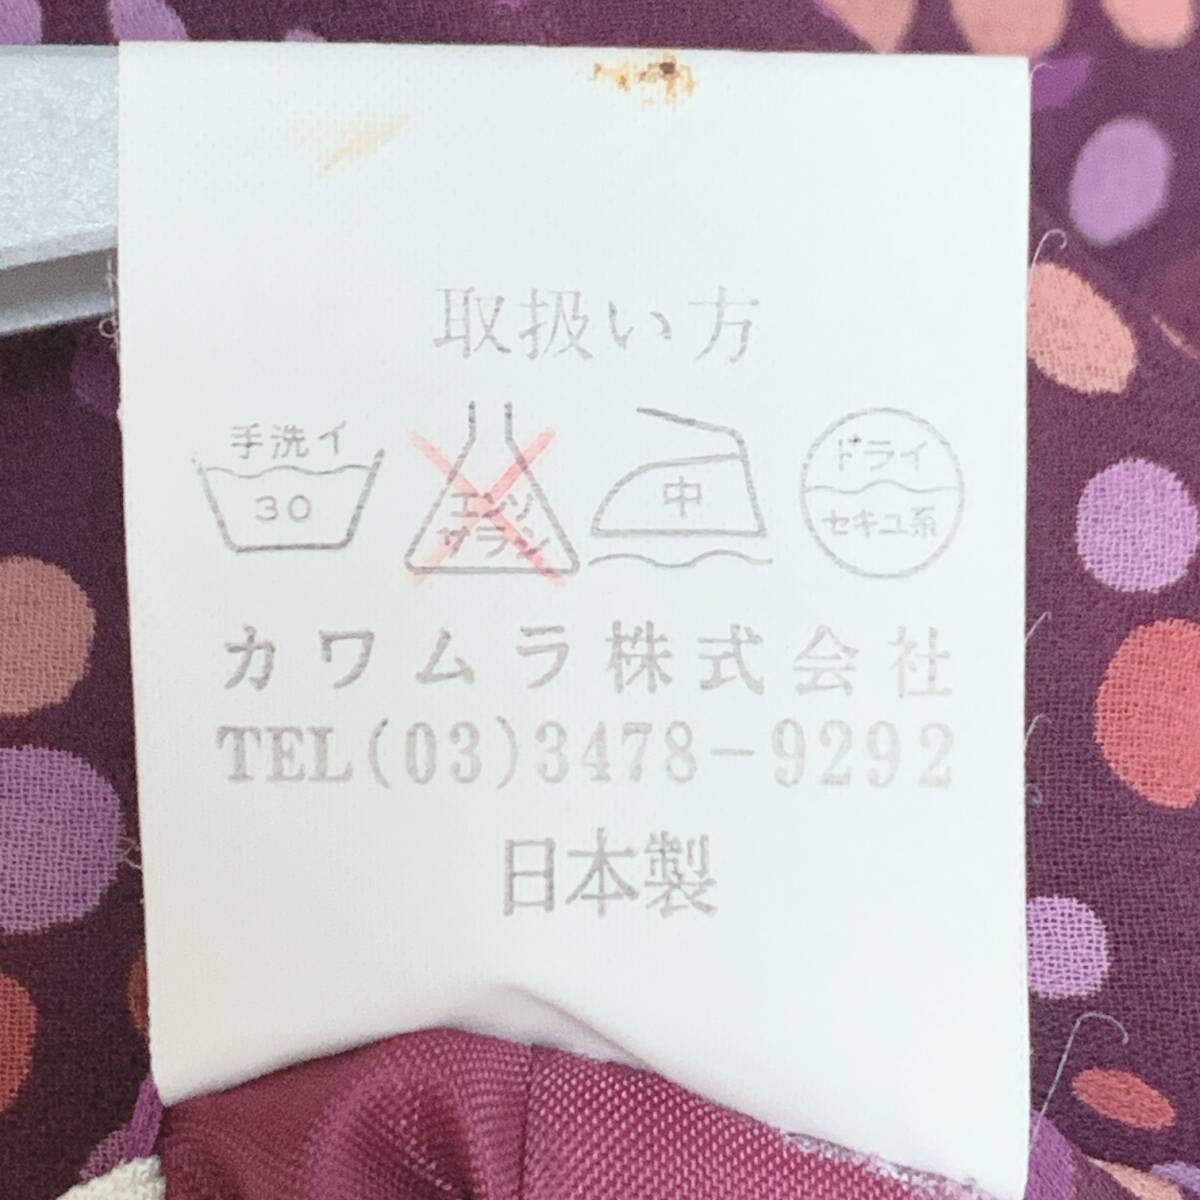 取扱い方
手洗イ
30
エンソ
サラシ
中
ドライ
セキユ系
カワムラ株式会社
TEL(03)3478-9292
日本製